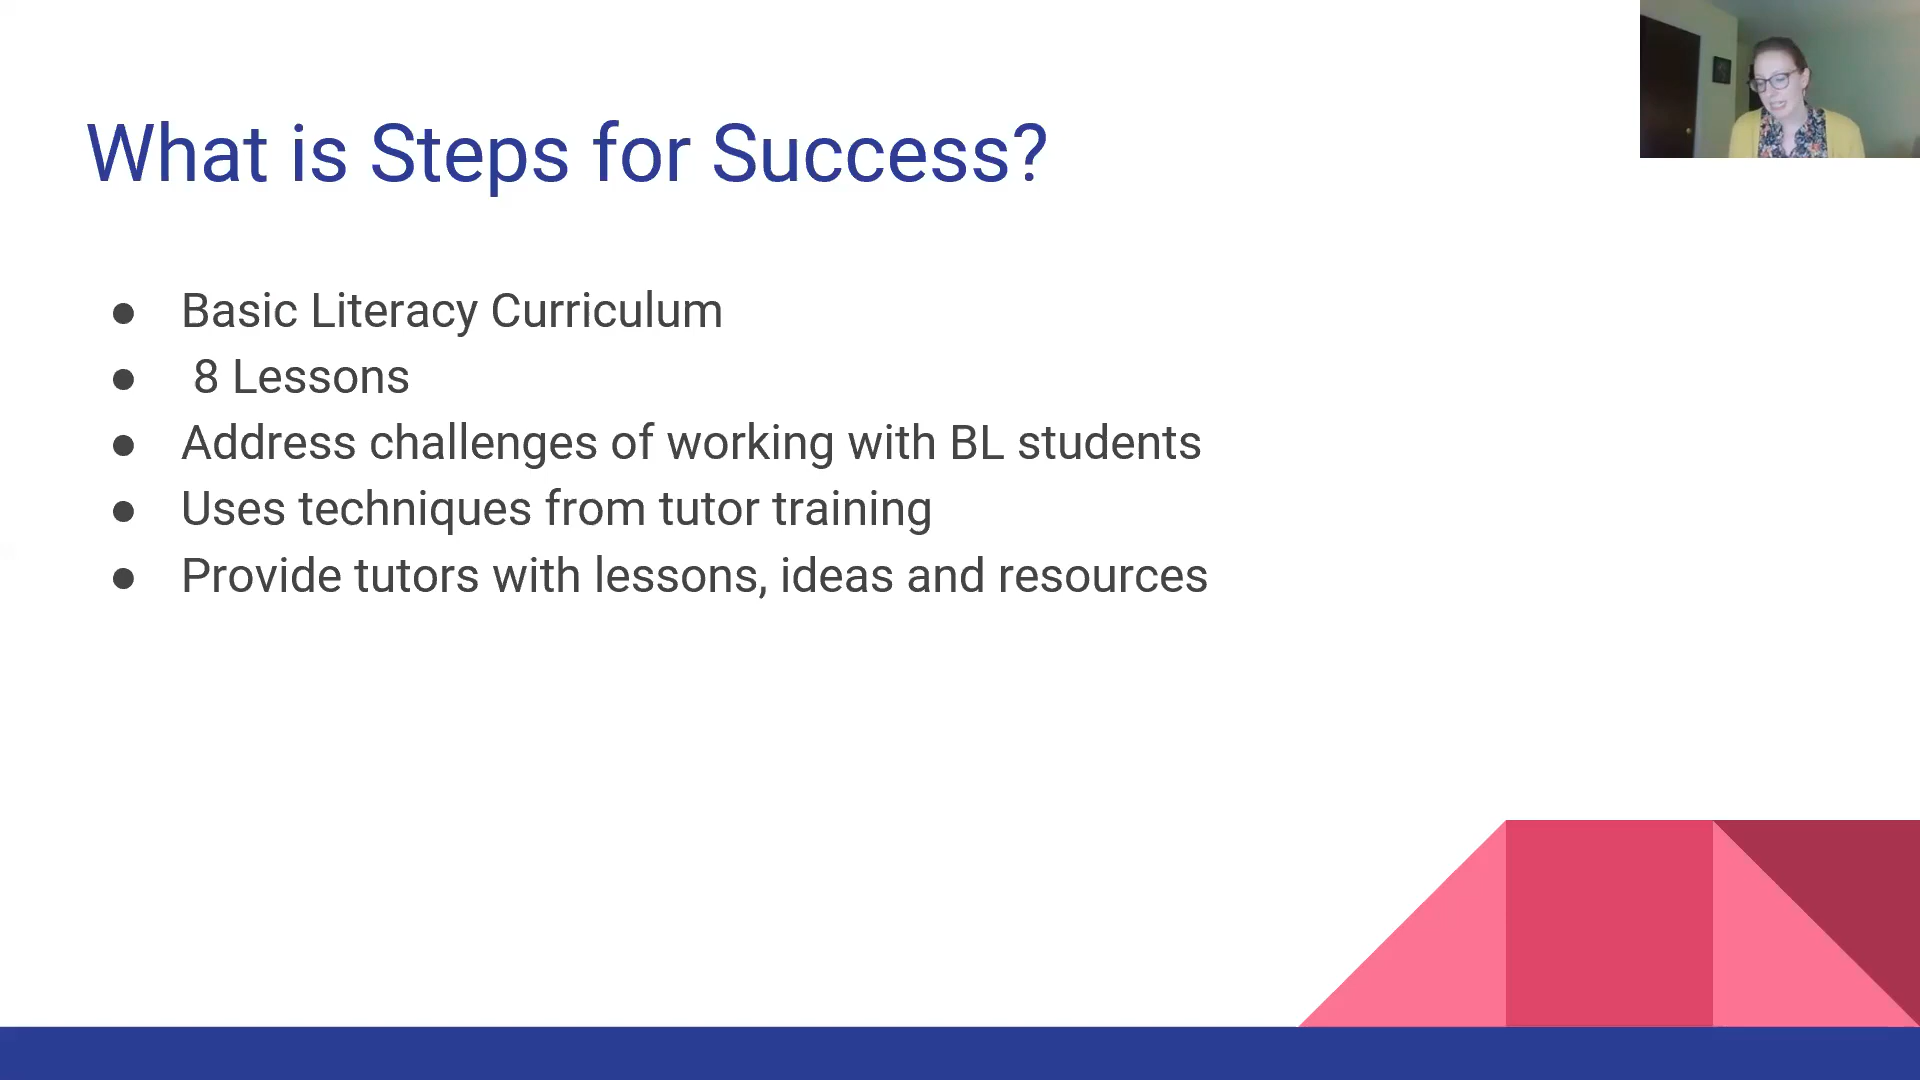 What is Steps for Success?
● Basic Literacy Curriculum
● 8 Lessons
● Address challenges of working with BL students
● Uses techniques from tutor training
● Provide tutors with lessons, ideas and resources